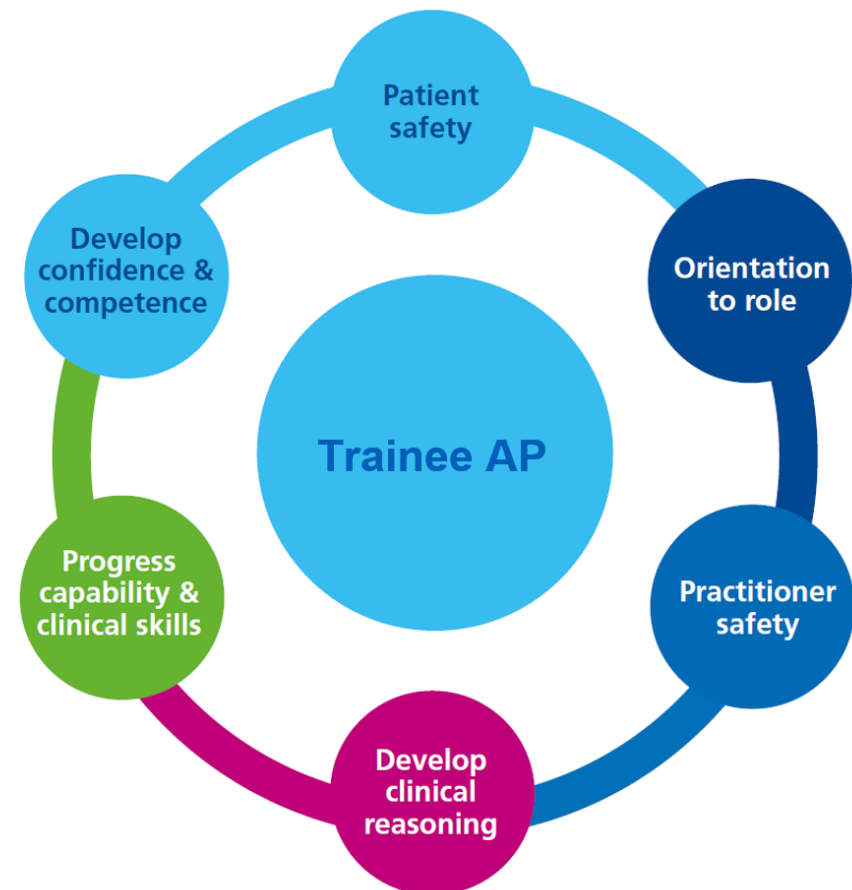 Patient
safety
Orientation
to role
Practitioner
safety
Develop
clinical
reasoning
Progress
capability &
clinical skills
Develop
confidence &
competence
Trainee AP